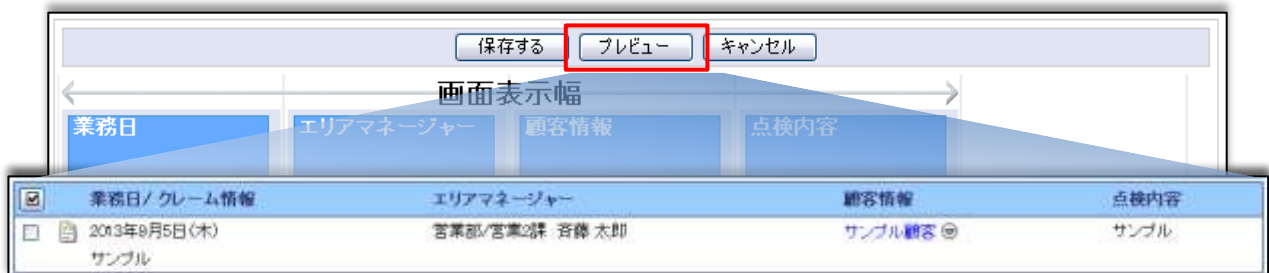 保存する プレビュー キャンセル
画面表示幅
業務日 エリアマネージャー 顧客情報 点検内容
業務日/クレーム情報 エリアマネージャー 顧客情報 点検内容
2013年9月5日(木) 営業部/営業2課 斉藤 太郎 サンプル顧客 サンプル
サンプル